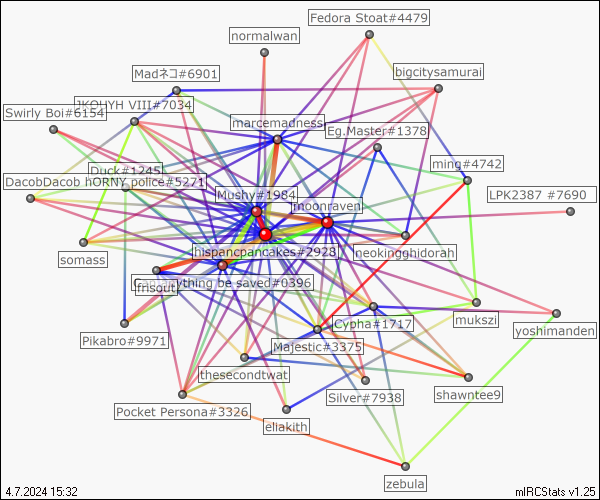 Fedora Stoat#4479
normalwan
Madネコ#6901
bigcitysamurai
JKOUYH VIII#7034
Swirly Boi#6154
marcemadness
Eg.Master#1378
ming#4742
Duck#1245
DacobDacob hORNY police#5271
Mushy#1984
LPK2387 #7690
moonraven
hispancpancakes#2928
neokingghidorah
somass
frisgutt
anything be saved#0396
mukszi
Cypha#1717
yoshimanden
Pikabro#9971
Majestic#3375
thesecondtwat
shawntee9
Silver#7938
Pocket Persona#3326
eliakith
zebula
4.7.2024 15:32
mIRCStats v1.25